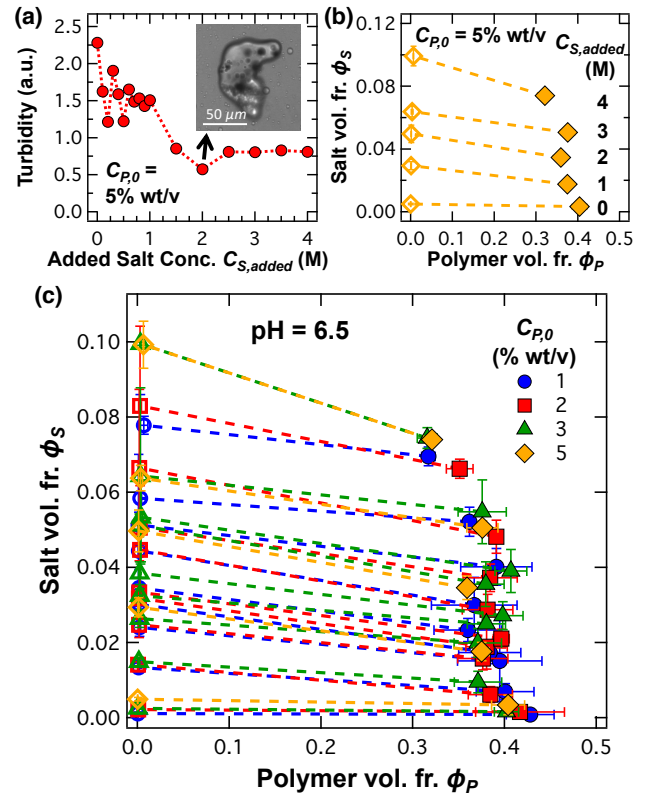 (a)
Turbidity (a.u.)
2.5
2.0
1.5
1.0
0.5
0.0
50 μm
C_P,0 =
5% wt/v
0 1 2 3 4
Added Salt Conc. C_S,added (M)
(b)
Salt vol. fr. ϕ_S
0.12
0.08
0.04
0.00
C_P,0 = 5% wt/v
C_S,added
(M)
4
3
2
1
0
0.0 0.1 0.2 0.3 0.4 0.5
Polymer vol. fr. ϕ_P
(c)
pH = 6.5
C_P,0
(% wt/v)
1
2
3
5
Salt vol. fr. ϕ_S
0.10
0.08
0.06
0.04
0.02
0.00
0.0 0.1 0.2 0.3 0.4 0.5
Polymer vol. fr. ϕ_P